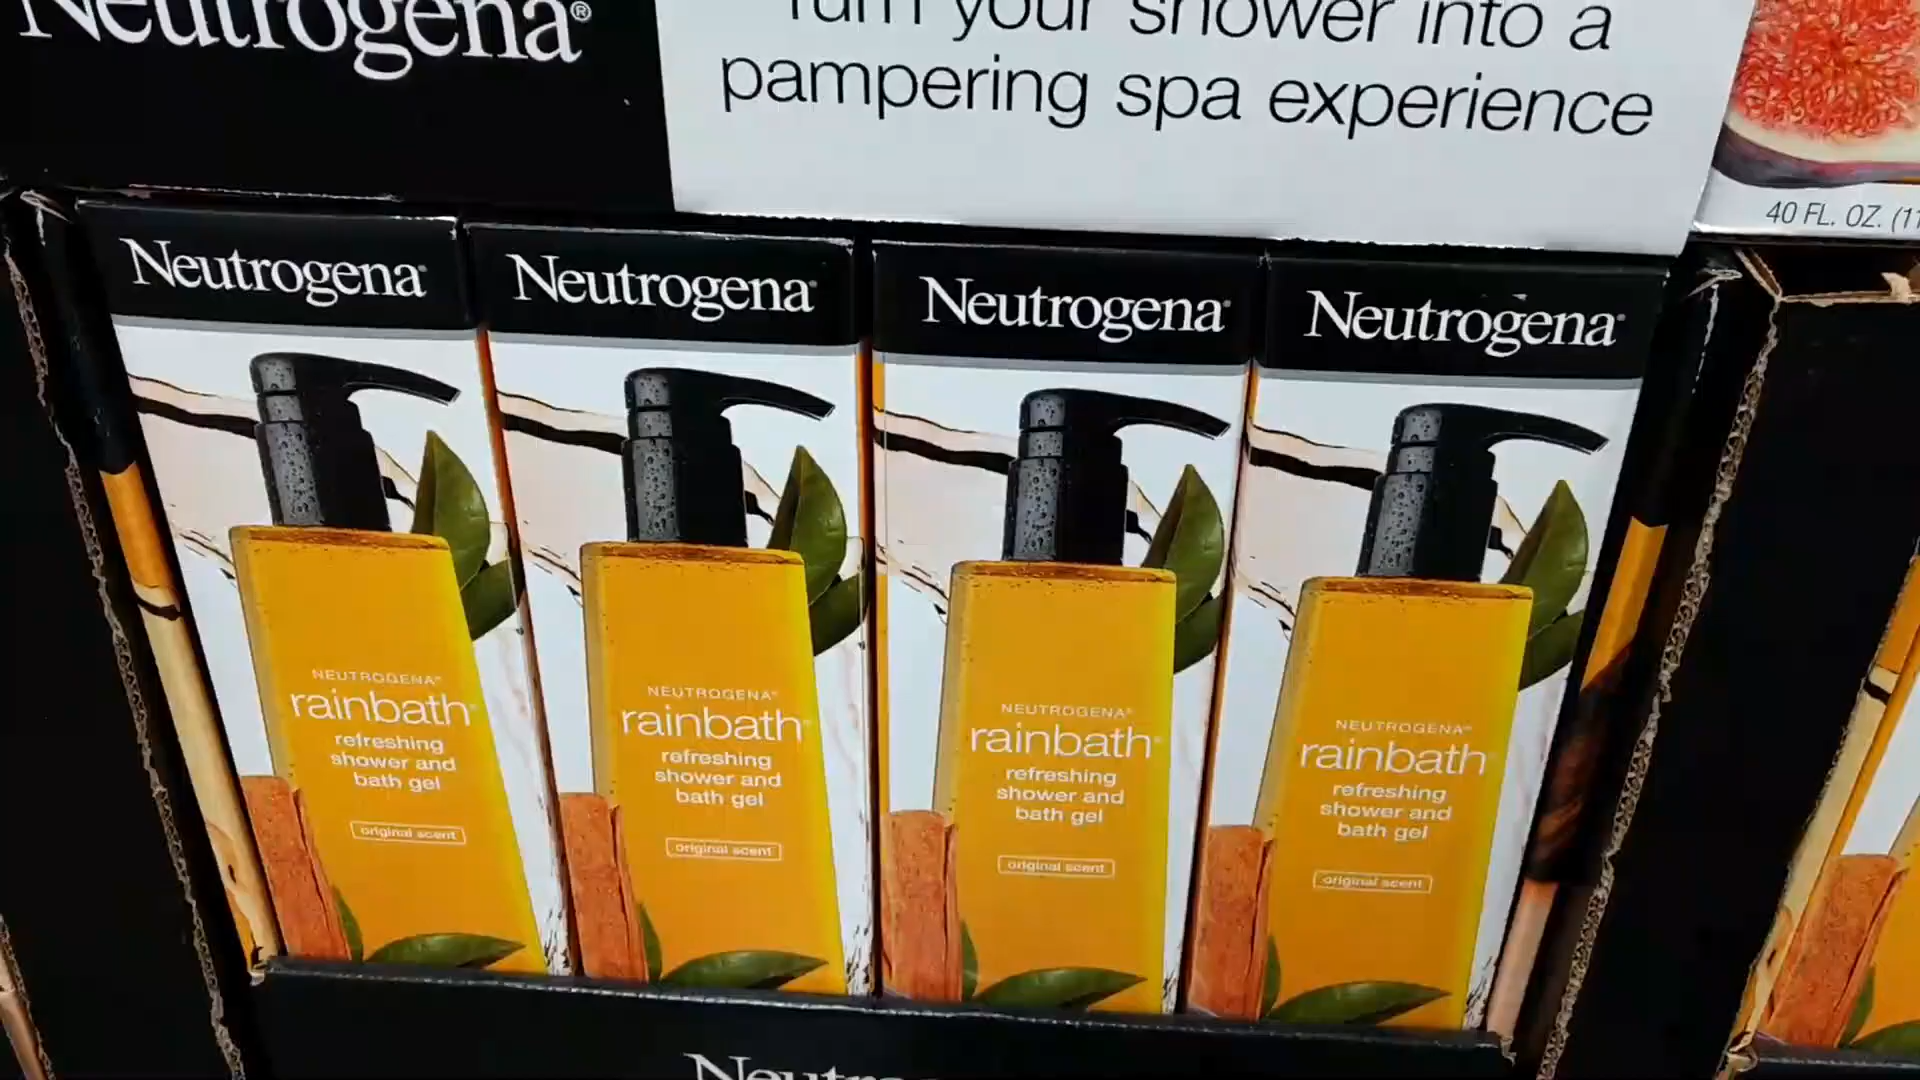 Neutrogena®
Turn your shower into a
pampering spa experience
40 FL. OZ.
Neutrogena®
NEUTROGENA®
rainbath®
refreshing
shower and
bath gel
original scent
Neutrogena®
NEUTROGENA®
rainbath®
refreshing
shower and
bath gel
original scent
Neutrogena®
NEUTROGENA®
rainbath®
refreshing
shower and
bath gel
original scent
Neutrogena®
NEUTROGENA®
rainbath®
refreshing
shower and
bath gel
original scent